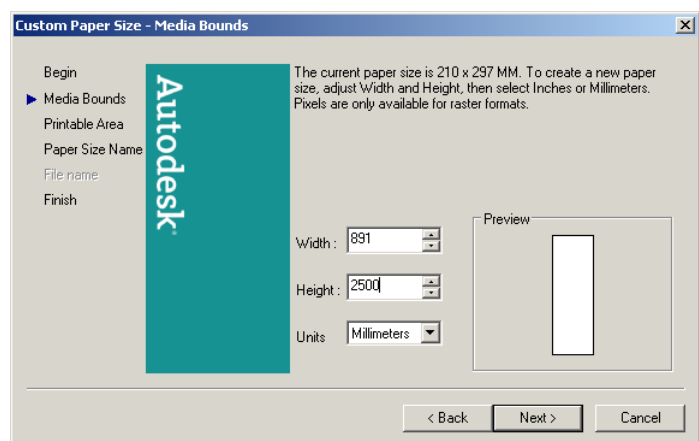 Custom Paper Size - Media Bounds
Begin
Media Bounds
Printable Area
Paper Size Name
File name
Finish
Autodesk
The current paper size is 210 x 297 MM. To create a new paper
size, adjust Width and Height, then select Inches or Millimeters.
Pixels are only available for raster formats.
Width : 891
Height : 2500
Units Millimeters
Preview
< Back Next > Cancel